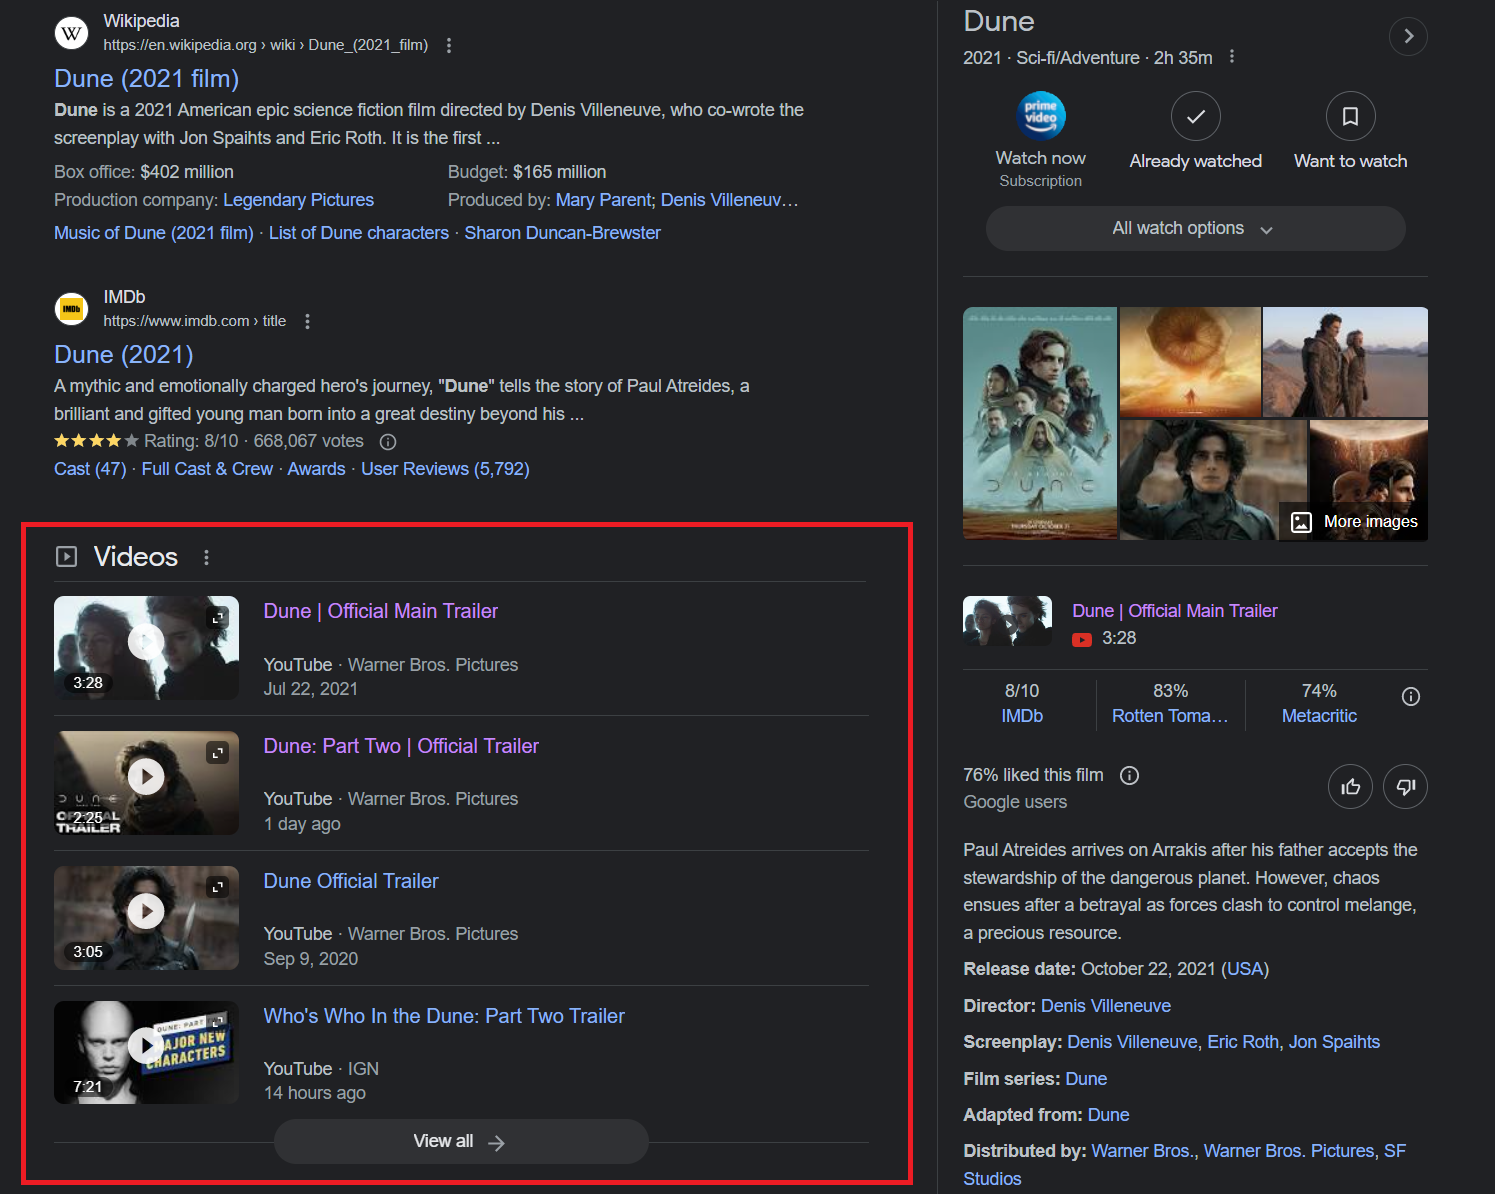 Wikipedia
https://en.wikipedia.org › wiki › Dune_(2021_film)
Dune (2021 film)
Dune is a 2021 American epic science fiction film directed by Denis Villeneuve, who co-wrote the
screenplay with Jon Spaihts and Eric Roth. It is the first ...
Box office: $402 million
Budget: $165 million
Production company: Legendary Pictures
Produced by: Mary Parent; Denis Villeneuv…
Music of Dune (2021 film) · List of Dune characters · Sharon Duncan-Brewster
IMDb
IMDb
https://www.imdb.com › title
Dune (2021)
A mythic and emotionally charged hero's journey, "Dune" tells the story of Paul Atreides, a
brilliant and gifted young man born into a great destiny beyond his ...
Rating: 8/10 · 668,067 votes
Cast (47) · Full Cast & Crew · Awards · User Reviews (5,792)
Videos
Dune | Official Main Trailer
YouTube · Warner Bros. Pictures
Jul 22, 2021
3:28
Dune: Part Two | Official Trailer
YouTube · Warner Bros. Pictures
1 day ago
DUNE
OFFICIAL
TRAILER
2:25
Dune Official Trailer
YouTube · Warner Bros. Pictures
Sep 9, 2020
3:05
Who's Who In the Dune: Part Two Trailer
YouTube · IGN
14 hours ago
DUNE: PART
MAJOR NEW
CHARACTERS
7:21
View all
Dune
2021 · Sci-fi/Adventure · 2h 35m
prime video
Watch now
Subscription
Already watched
Want to watch
All watch options
DUNE
More images
Dune | Official Main Trailer
3:28
8/10
IMDb
83%
Rotten Toma…
74%
Metacritic
76% liked this film
Google users
Paul Atreides arrives on Arrakis after his father accepts the
stewardship of the dangerous planet. However, chaos
ensues after a betrayal as forces clash to control melange,
a precious resource.
Release date: October 22, 2021 (USA)
Director: Denis Villeneuve
Screenplay: Denis Villeneuve, Eric Roth, Jon Spaihts
Film series: Dune
Adapted from: Dune
Distributed by: Warner Bros., Warner Bros. Pictures, SF
Studios